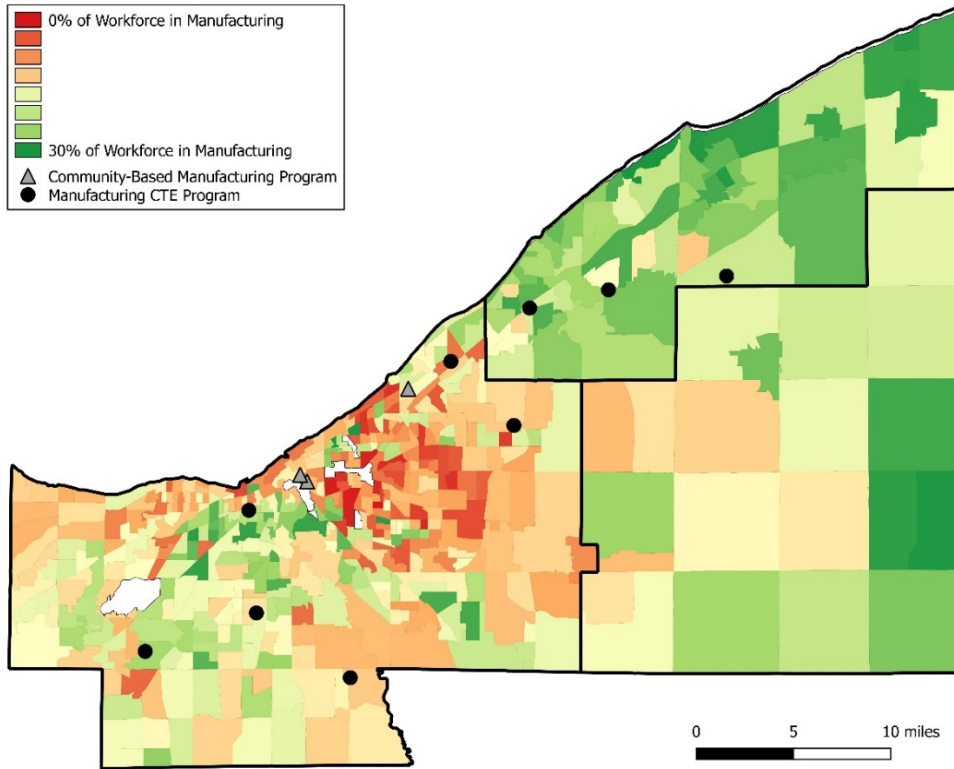 0% of Workforce in Manufacturing
30% of Workforce in Manufacturing
Community-Based Manufacturing Program
Manufacturing CTE Program
0 5 10 miles